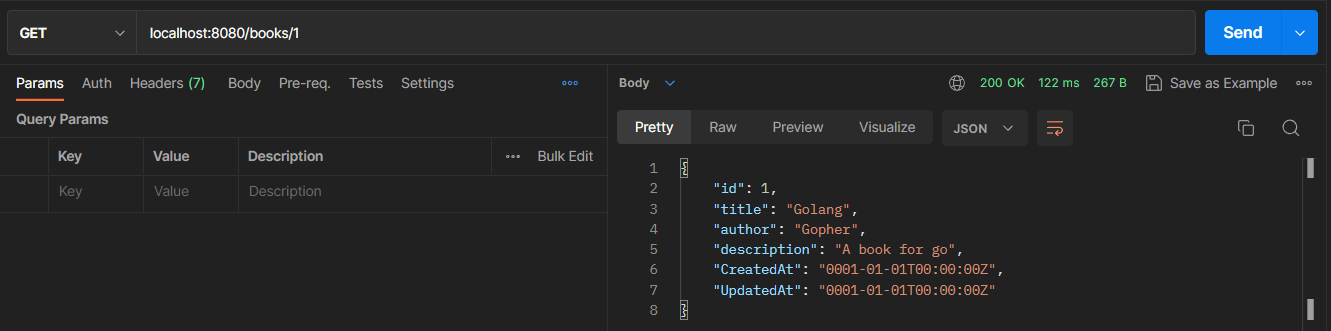 GET localhost:8080/books/1 Send
Params Auth Headers (7) Body Pre-req. Tests Settings
Query Params
Key Value Description Bulk Edit
Key Value Description
Body 200 OK 122 ms 267 B Save as Example
Pretty Raw Preview Visualize JSON
1 {
2 "id": 1,
3 "title": "Golang",
4 "author": "Gopher",
5 "description": "A book for go",
6 "CreatedAt": "0001-01-01T00:00:00Z",
7 "UpdatedAt": "0001-01-01T00:00:00Z"
8 }